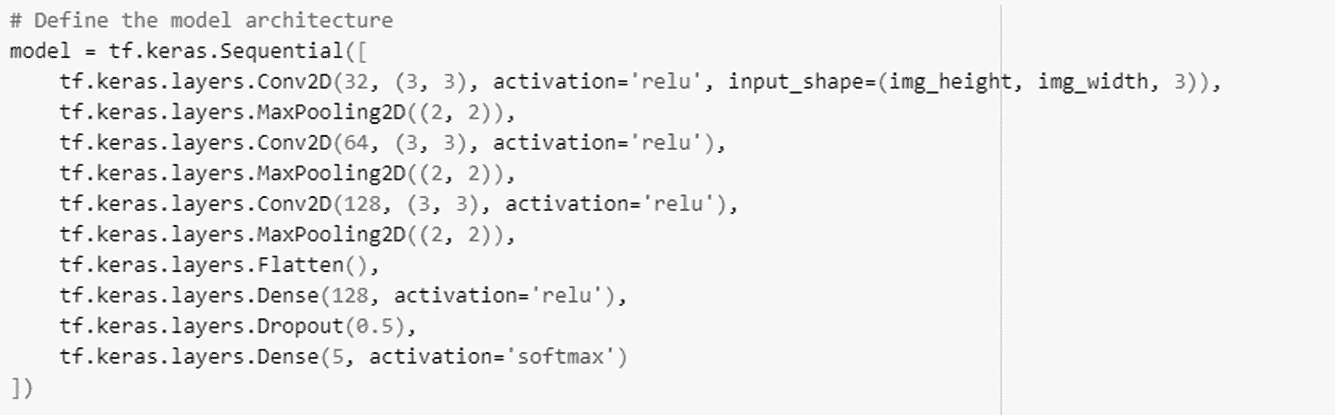 # Define the model architecture
model = tf.keras.Sequential([
    tf.keras.layers.Conv2D(32, (3, 3), activation='relu', input_shape=(img_height, img_width, 3)),
    tf.keras.layers.MaxPooling2D((2, 2)),
    tf.keras.layers.Conv2D(64, (3, 3), activation='relu'),
    tf.keras.layers.MaxPooling2D((2, 2)),
    tf.keras.layers.Conv2D(128, (3, 3), activation='relu'),
    tf.keras.layers.MaxPooling2D((2, 2)),
    tf.keras.layers.Flatten(),
    tf.keras.layers.Dense(128, activation='relu'),
    tf.keras.layers.Dropout(0.5),
    tf.keras.layers.Dense(5, activation='softmax')
])